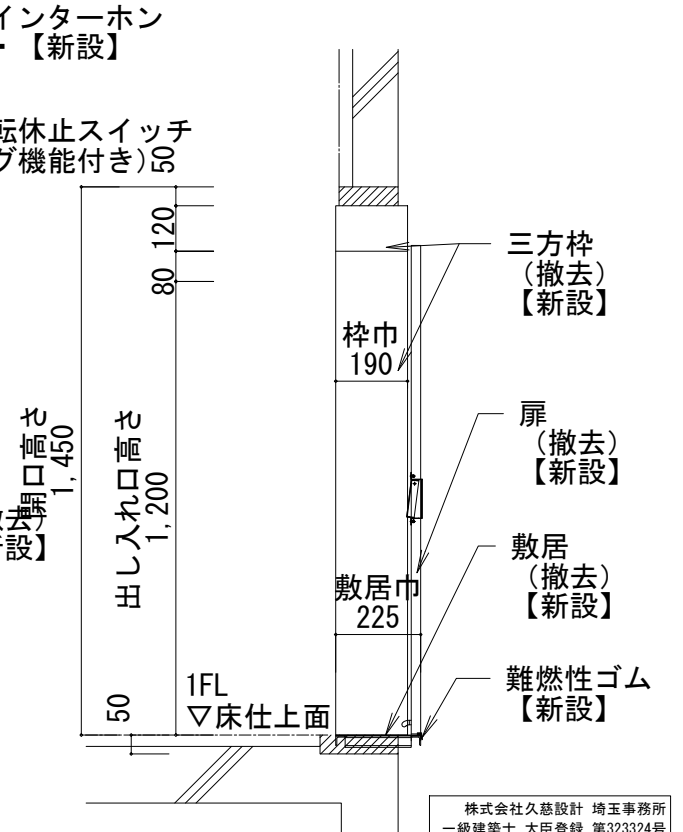 インターホン
・【新設】
転休止スイッチ
グ機能付き)
50
120
80
開口高さ
1,450
出し入れ口高さ
1,200
50
枠巾
190
敷居巾
225
1FL
▽床仕上面
三方枠
(撤去)
【新設】
扉
(撤去)
【新設】
敷居
(撤去)
【新設】
難燃性ゴム
【新設】
設】
株式会社久慈設計 埼玉事務所
一級建築士 大臣登録 第323324号